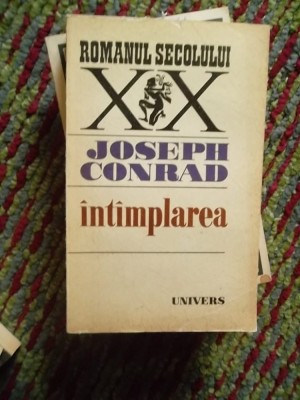 ROMANUL SECOLULUI
XX
JOSEPH
CONRAD
întîmplarea
UNIVERS